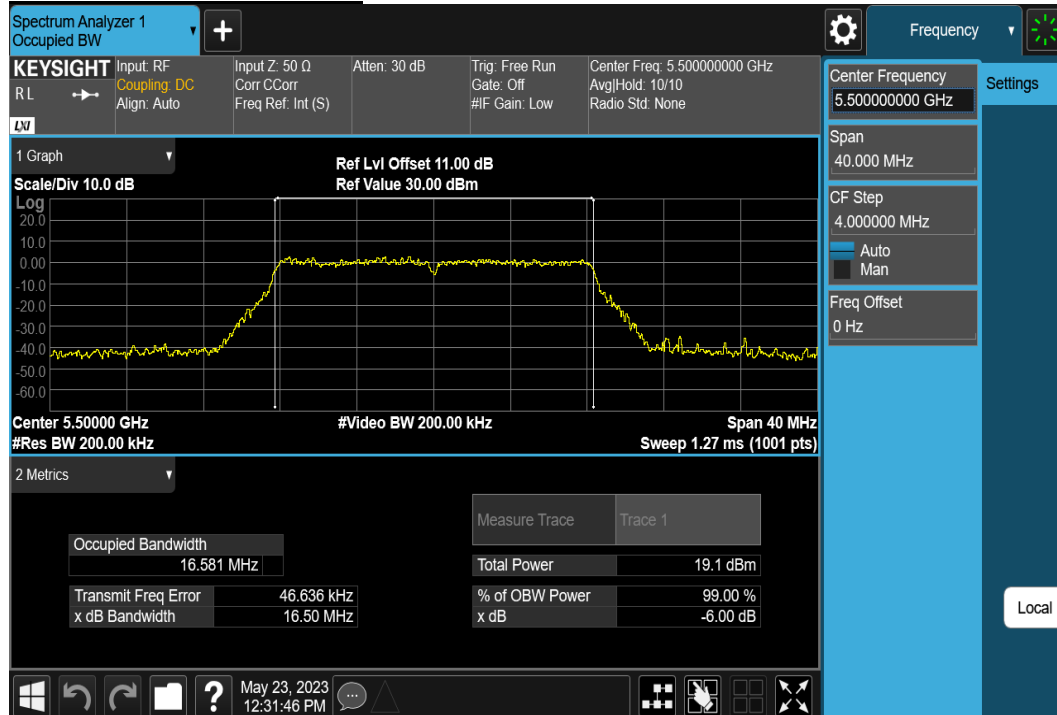 Spectrum Analyzer 1
Occupied BW
+
Frequency
KEYSIGHT
RL
LXI
Input: RF
Coupling: DC
Align: Auto
Input Z: 50 Ω
Corr CCorr
Freq Ref: Int (S)
Atten: 30 dB
Trig: Free Run
Gate: Off
#IF Gain: Low
Center Freq: 5.500000000 GHz
Avg|Hold: 10/10
Radio Std: None
Center Frequency
5.500000000 GHz
Settings
Span
40.000 MHz
CF Step
4.000000 MHz
Auto
Man
Freq Offset
0 Hz
1 Graph
Scale/Div 10.0 dB
Ref Lvl Offset 11.00 dB
Ref Value 30.00 dBm
Log
20.0
10.0
0.00
-10.0
-20.0
-30.0
-40.0
-50.0
-60.0
Center 5.50000 GHz
#Video BW 200.00 kHz
Span 40 MHz
#Res BW 200.00 kHz
Sweep 1.27 ms (1001 pts)
2 Metrics
Measure Trace
Trace 1
Occupied Bandwidth
16.581 MHz
Total Power
19.1 dBm
Transmit Freq Error
46.636 kHz
% of OBW Power
99.00 %
x dB Bandwidth
16.50 MHz
x dB
-6.00 dB
Local
?
May 23, 2023
12:31:46 PM